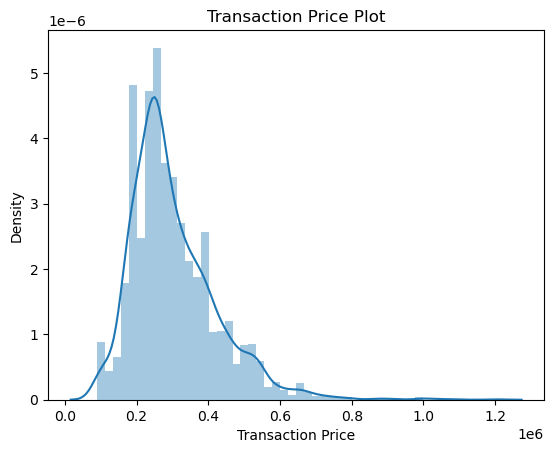 Transaction Price Plot
1e−6
5
4
3
2
1
0
Density
0.0 0.2 0.4 0.6 0.8 1.0 1.2
1e6
Transaction Price